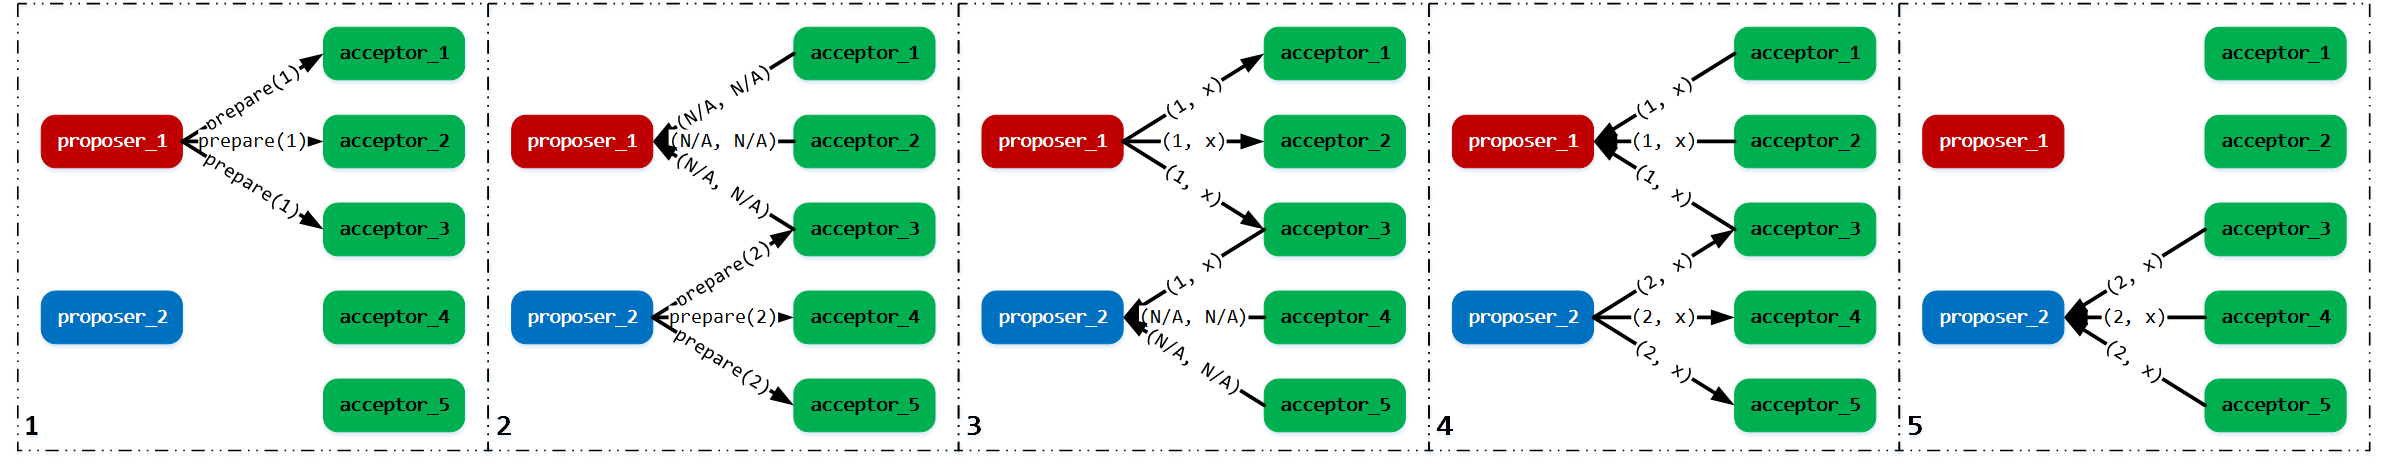 acceptor_1
prepare(1)
proposer_1
prepare(1)
acceptor_2
prepare(1)
acceptor_3
proposer_2
acceptor_4
acceptor_5
1
acceptor_1
(N/A, N/A)
proposer_1
(N/A, N/A)
acceptor_2
(N/A, N/A)
acceptor_3
prepare(2)
proposer_2
prepare(2)
acceptor_4
prepare(2)
acceptor_5
2
acceptor_1
(1, x)
proposer_1
(1, x)
acceptor_2
(1, x)
acceptor_3
(1, x)
proposer_2
(N/A, N/A)
acceptor_4
(N/A, N/A)
acceptor_5
3
acceptor_1
(1, x)
proposer_1
(1, x)
acceptor_2
(1, x)
acceptor_3
(2, x)
proposer_2
(2, x)
acceptor_4
(2, x)
acceptor_5
4
acceptor_1
proposer_1
acceptor_2
acceptor_3
(2, x)
proposer_2
(2, x)
acceptor_4
(2, x)
acceptor_5
5